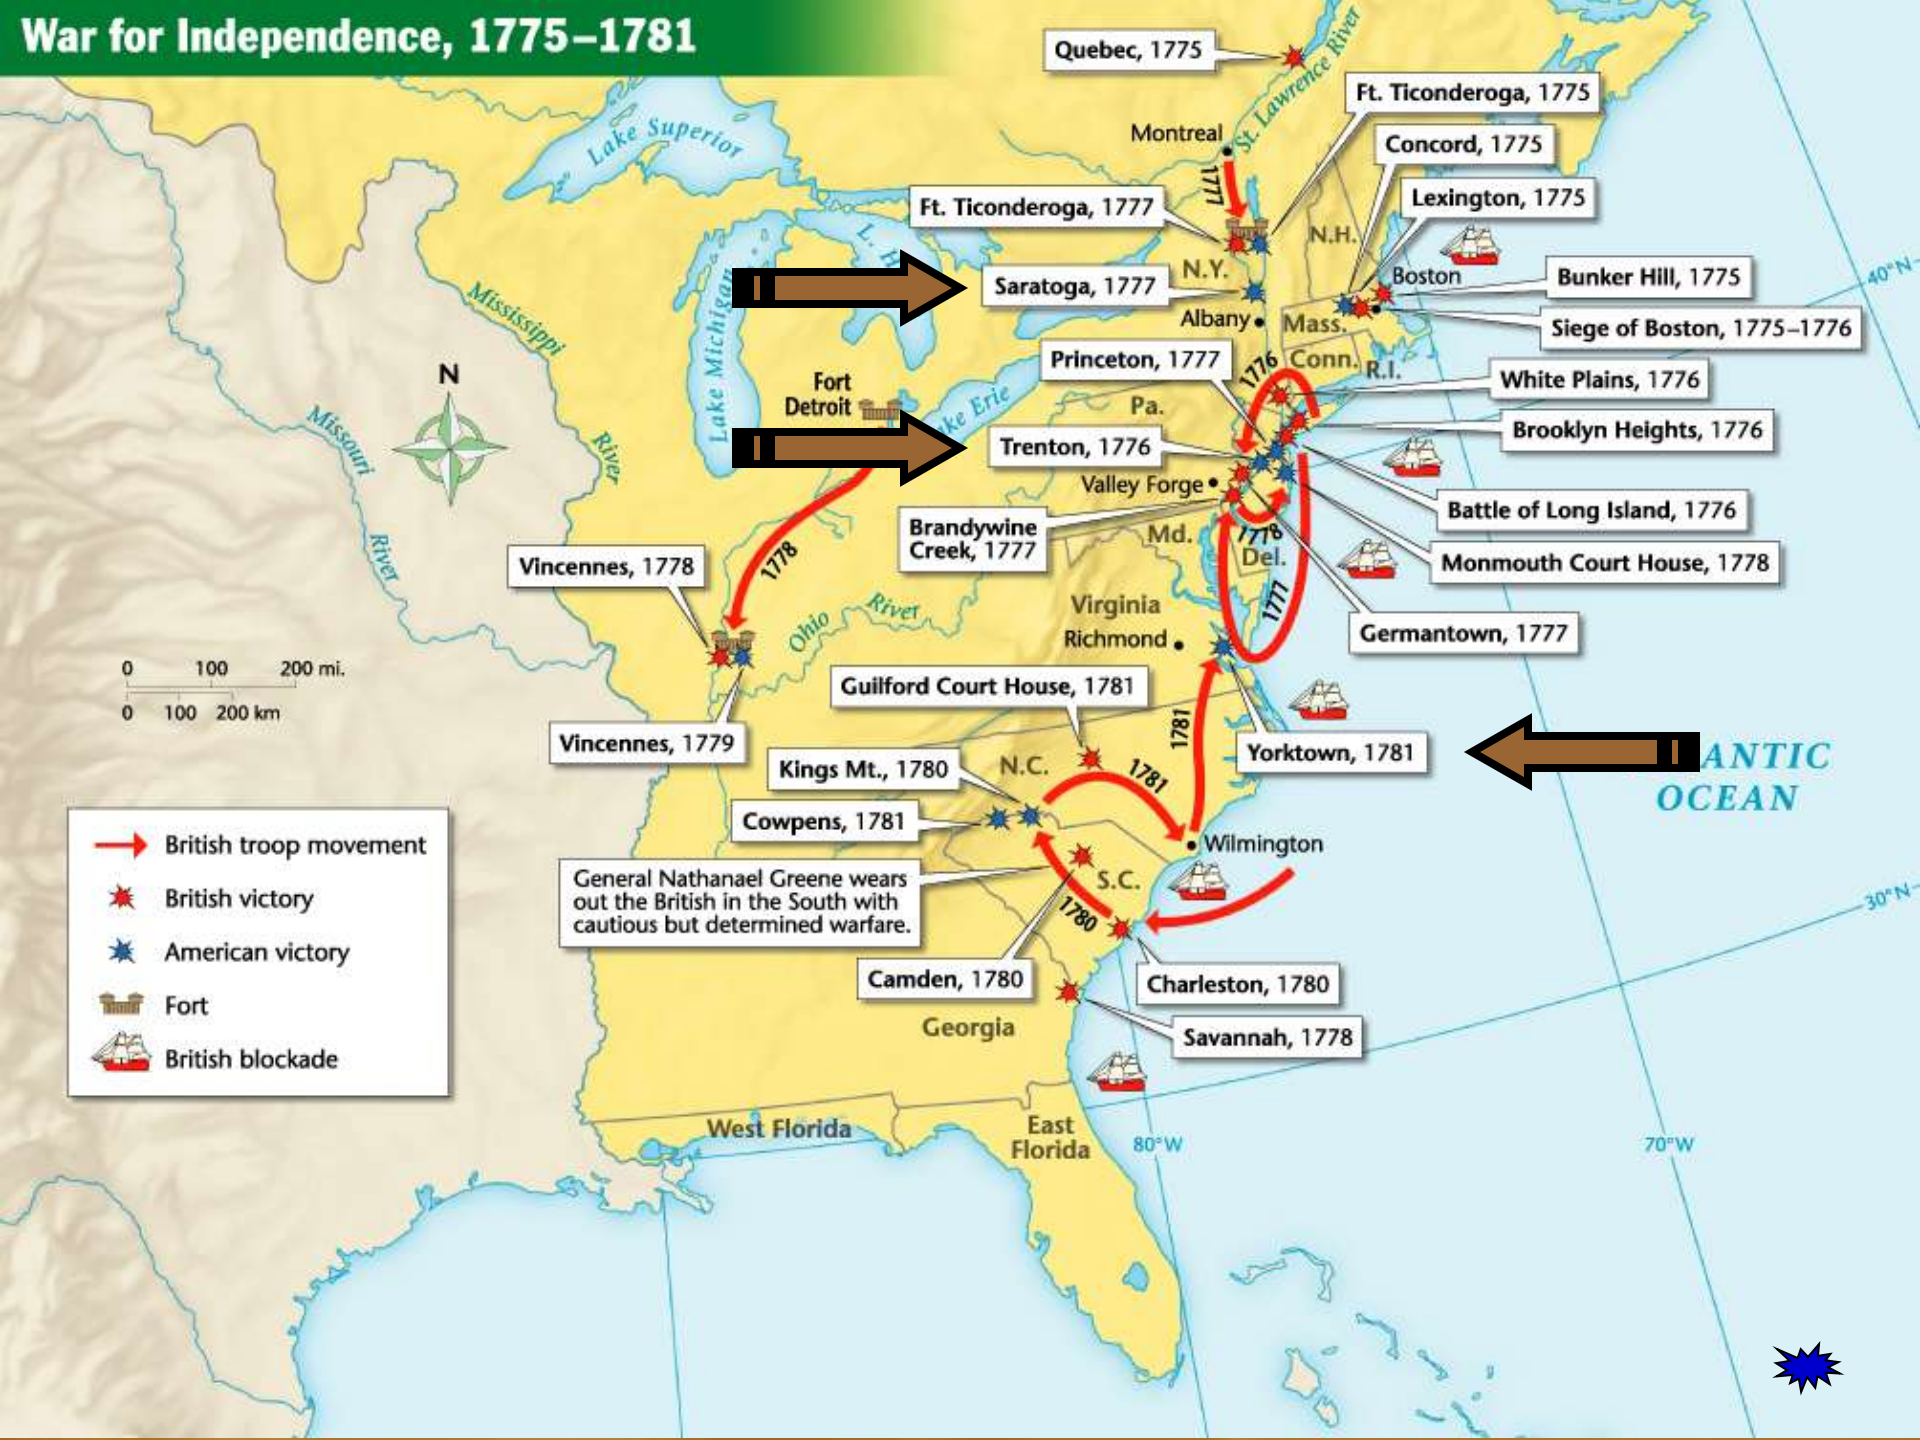 War for Independence, 1775–1781
Quebec, 1775
St. Lawrence River
Ft. Ticonderoga, 1775
Montreal
Concord, 1775
Lake Superior
1777
Lexington, 1775
Ft. Ticonderoga, 1777
L. H
N.H.
N.Y.
Boston
Bunker Hill, 1775
40°N
Saratoga, 1777
Albany
Mass.
Siege of Boston, 1775–1776
Mississippi
River
Lake Michigan
Princeton, 1777
1776
Conn.
R.I.
White Plains, 1776
N
Fort
Detroit
ke Erie
Pa.
Brooklyn Heights, 1776
Missouri
River
Trenton, 1776
Valley Forge
Battle of Long Island, 1776
Brandywine
Creek, 1777
Md.
1778
Del.
Monmouth Court House, 1778
Vincennes, 1778
1778
Ohio River
Virginia
1777
Richmond
Germantown, 1777
0 100 200 mi.
0 100 200 km
Guilford Court House, 1781
Vincennes, 1779
1781
Yorktown, 1781
ANTIC
OCEAN
Kings Mt., 1780
N.C.
1781
Cowpens, 1781
Wilmington
General Nathanael Greene wears
out the British in the South with
cautious but determined warfare.
S.C.
1780
30°N
Camden, 1780
Charleston, 1780
Georgia
Savannah, 1778
British troop movement
British victory
American victory
Fort
British blockade
West Florida
East
Florida
80°W
70°W